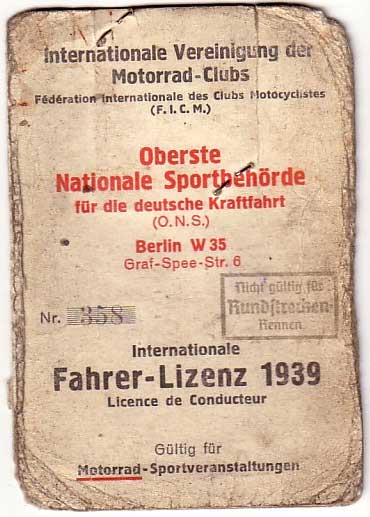 Internationale Vereinigung der
Motorrad-Clubs
Fédération Internationale des Clubs Motocyclistes
(F.I.C.M.)
Oberste
Nationale Sportbehörde
für die deutsche Kraftfahrt
(O.N.S.)
Berlin W 35
Graf-Spee-Str. 6
Nicht gültig für
Rundstrecken-
Rennen.
Nr. 358
Internationale
Fahrer-Lizenz 1939
Licence de Conducteur
Gültig für
Motorrad-Sportveranstaltungen